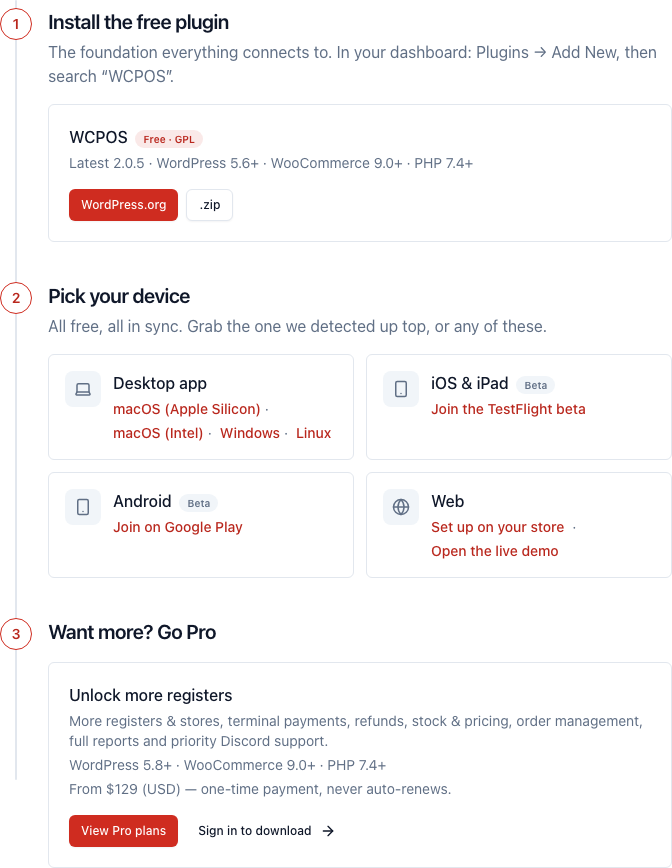 1
Install the free plugin
The foundation everything connects to. In your dashboard: Plugins → Add New, then
search “WCPOS”.
WCPOS Free · GPL
Latest 2.0.5 · WordPress 5.6+ · WooCommerce 9.0+ · PHP 7.4+
WordPress.org .zip
2
Pick your device
All free, all in sync. Grab the one we detected up top, or any of these.
Desktop app
macOS (Apple Silicon) ·
macOS (Intel) · Windows · Linux
iOS & iPad Beta
Join the TestFlight beta
Android Beta
Join on Google Play
Web
Set up on your store ·
Open the live demo
3
Want more? Go Pro
Unlock more registers
More registers & stores, terminal payments, refunds, stock & pricing, order management,
full reports and priority Discord support.
WordPress 5.8+ · WooCommerce 9.0+ · PHP 7.4+
From $129 (USD) — one-time payment, never auto-renews.
View Pro plans Sign in to download →